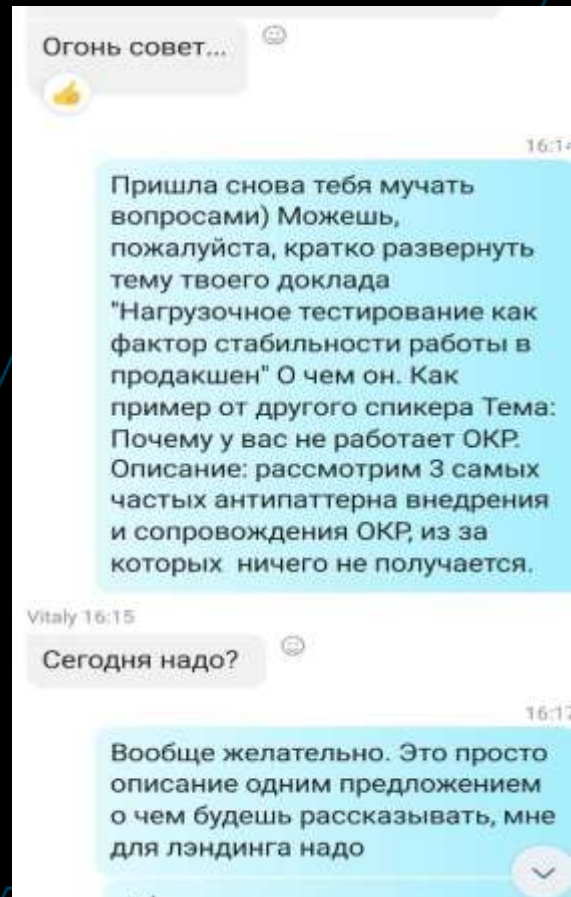 Огонь совет...
16:14
Пришла снова тебя мучать
вопросами) Можешь,
пожалуйста, кратко развернуть
тему твоего доклада
"Нагрузочное тестирование как
фактор стабильности работы в
продакшен" О чем он. Как
пример от другого спикера Тема:
Почему у вас не работает ОКР.
Описание: рассмотрим 3 самых
частых антипаттерна внедрения
и сопровождения ОКР, из за
которых ничего не получается.
Vitaly 16:15
Сегодня надо?
16:17
Вообще желательно. Это просто
описание одним предложением
о чем будешь рассказывать, мне
для лэндинга надо